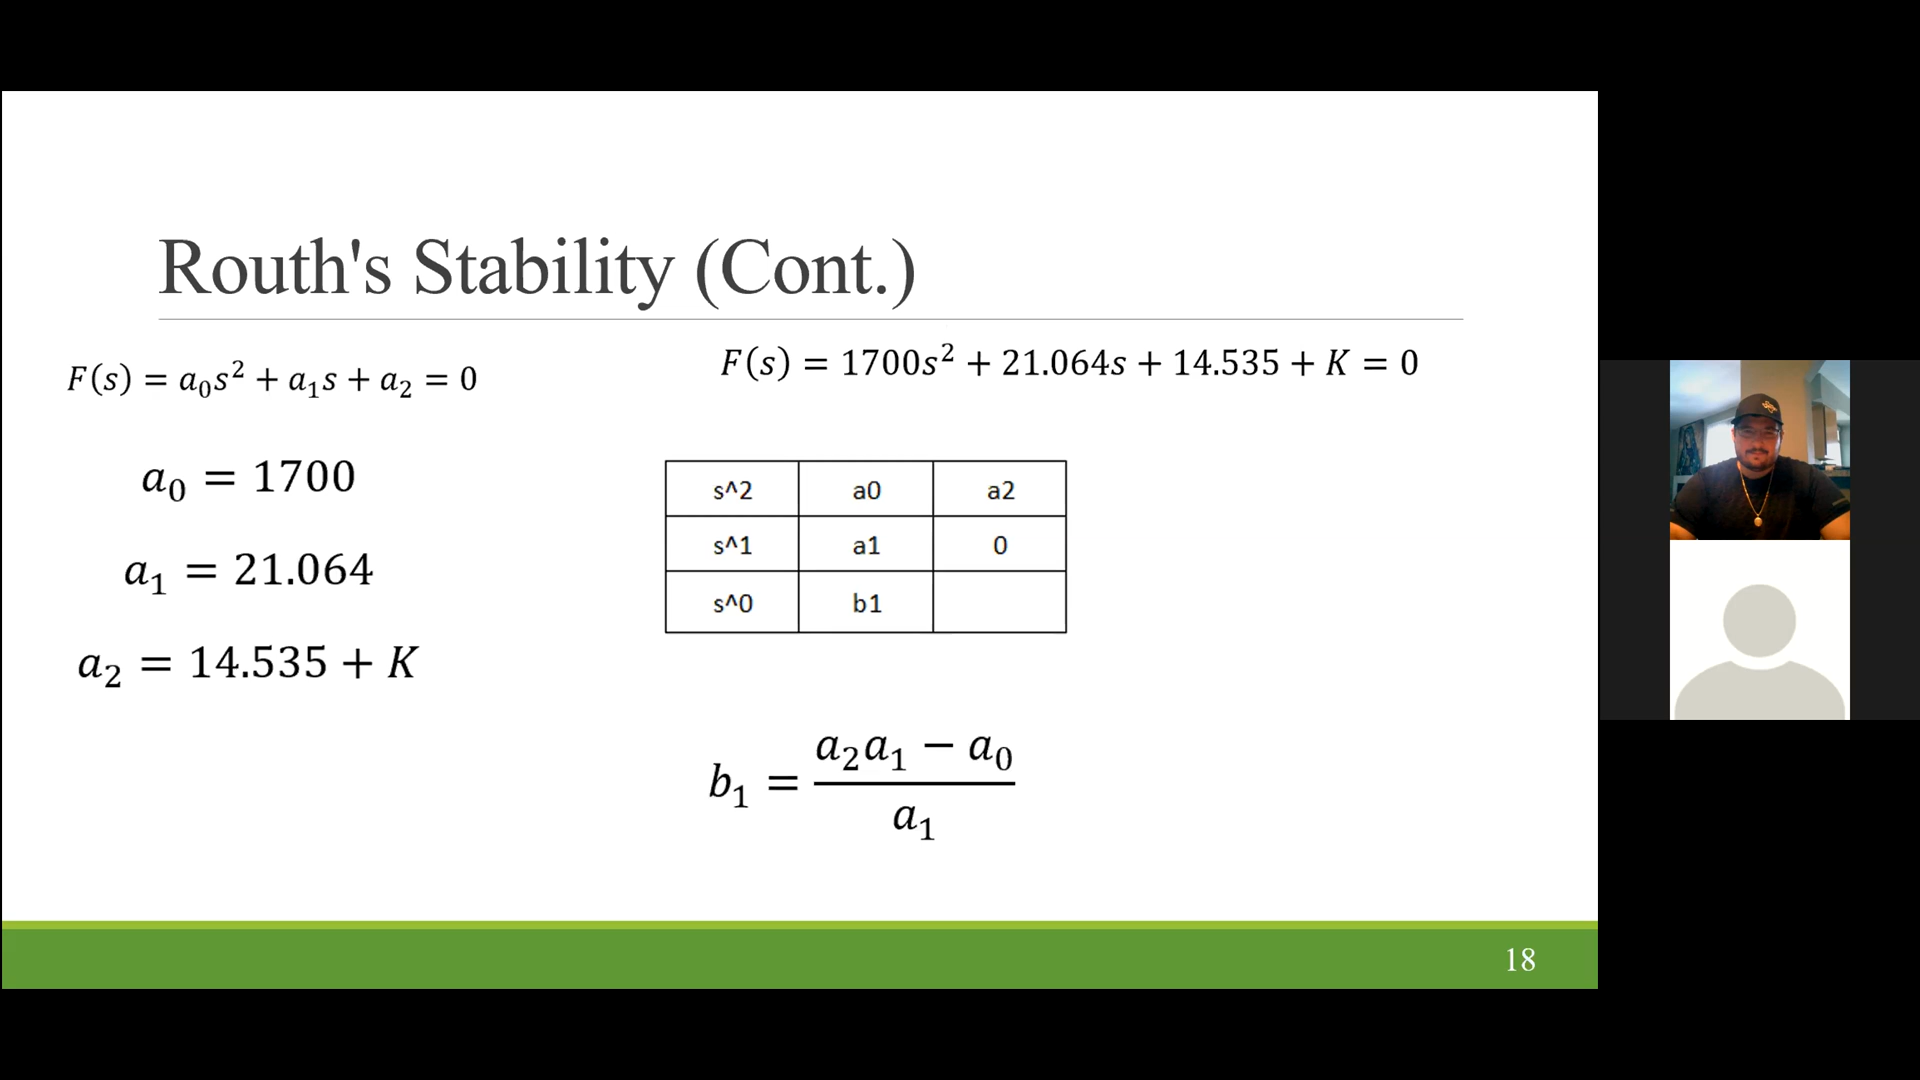 Routh's Stability (Cont.)
F(s) = a₀s² + a₁s + a₂ = 0
F(s) = 1700s² + 21.064s + 14.535 + K = 0
a₀ = 1700
a₁ = 21.064
a₂ = 14.535 + K
s^2 a0 a2
s^1 a1 0
s^0 b1
b₁ = (a₂a₁ − a₀) / a₁
18